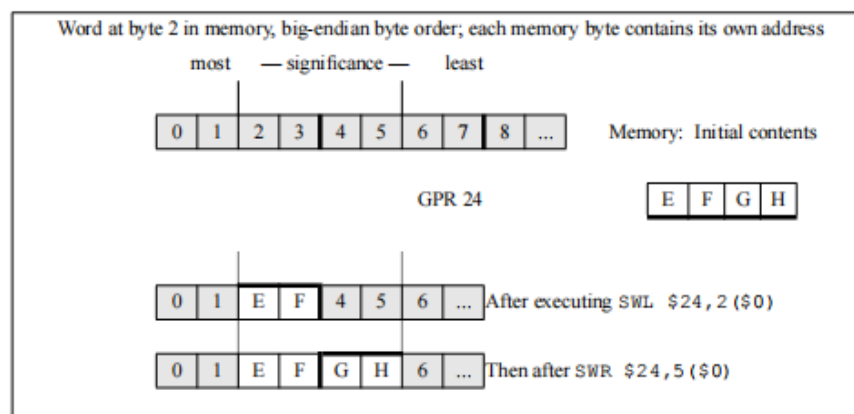 Word at byte 2 in memory, big-endian byte order; each memory byte contains its own address
most — significance — least
0 1 2 3 4 5 6 7 8 ... Memory: Initial contents
GPR 24 E F G H
0 1 E F 4 5 6 ... After executing SWL $24,2($0)
0 1 E F G H 6 ... Then after SWR $24,5($0)